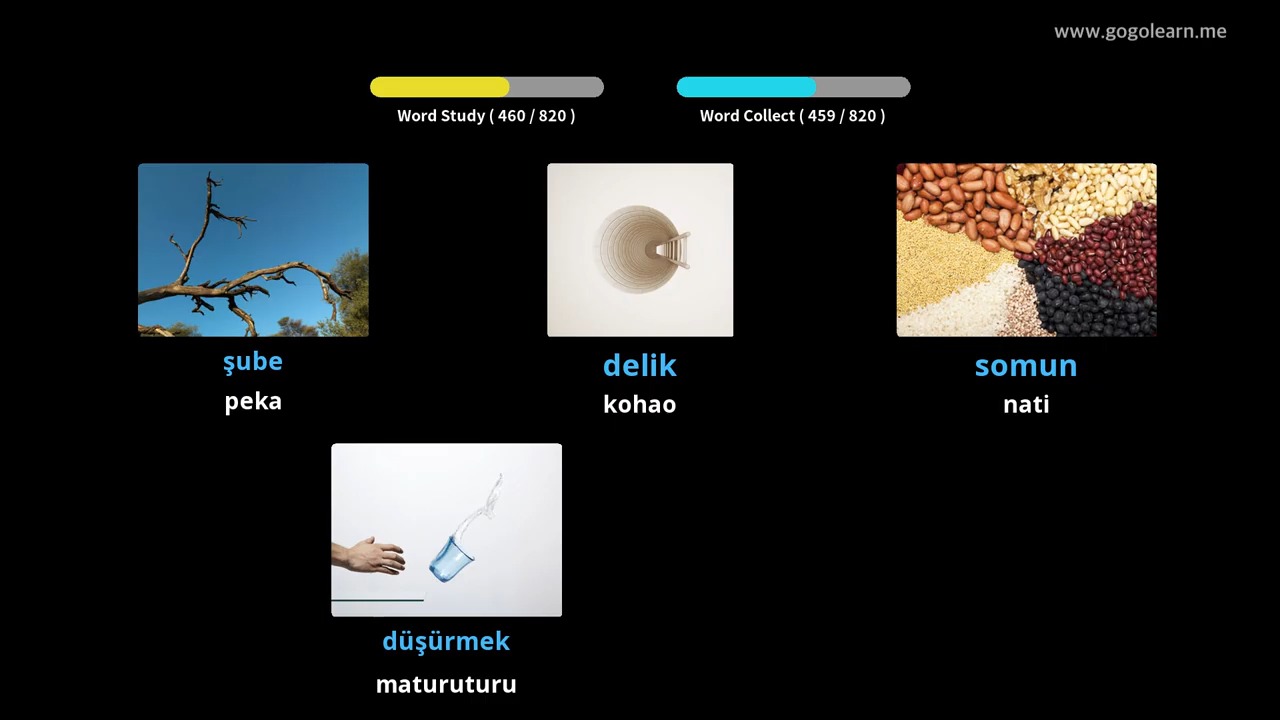 www.gogolearn.me
Word Study ( 460 / 820 )
Word Collect ( 459 / 820 )
şube
peka
delik
kohao
somun
nati
düşürmek
maturuturu